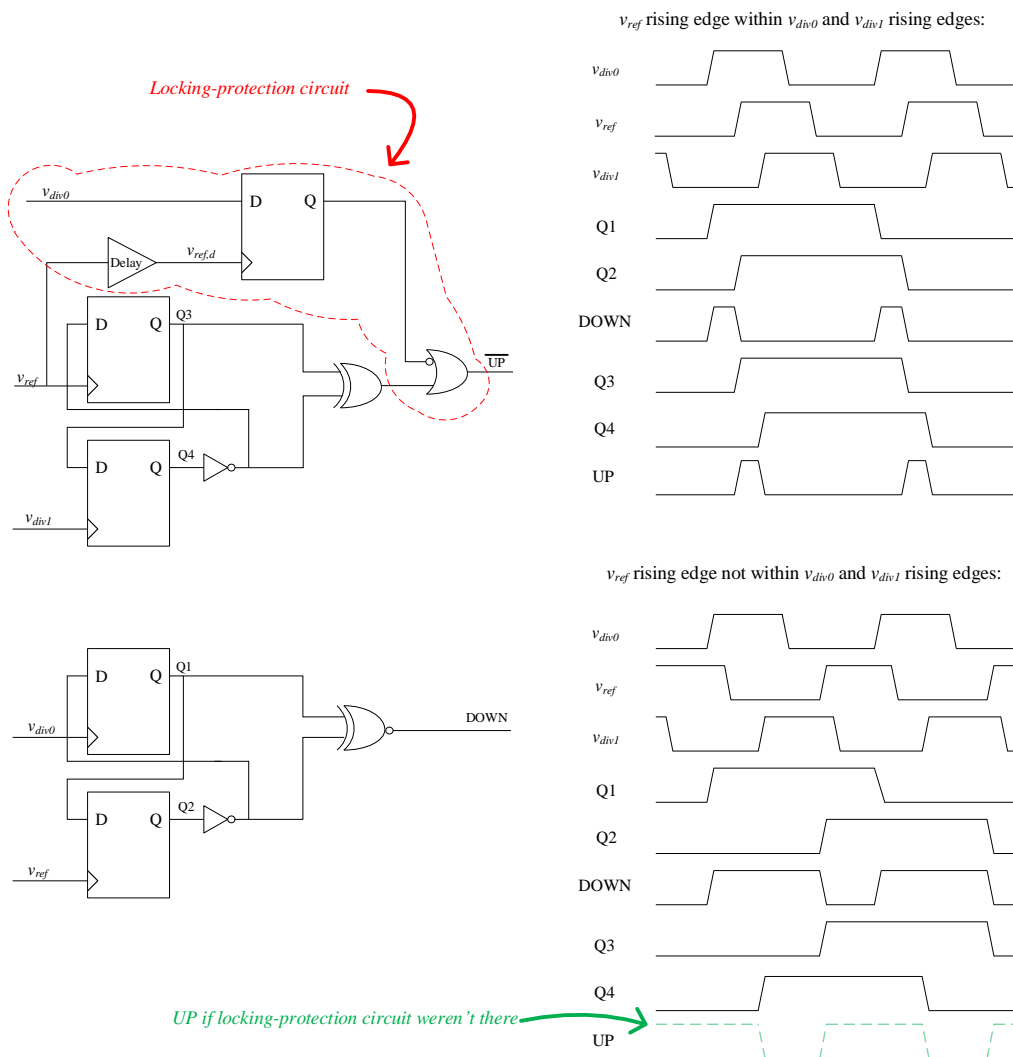 v_ref rising edge within v_div0 and v_div1 rising edges:
Locking-protection circuit
v_div0
D Q
Delay
v_ref,d
D Q
Q3
v_ref
UP
D Q
Q4
v_div1
D Q
Q1
v_div0
DOWN
D Q
Q2
v_ref
v_div0
v_ref
v_div1
Q1
Q2
DOWN
Q3
Q4
UP
v_ref rising edge not within v_div0 and v_div1 rising edges:
v_div0
v_ref
v_div1
Q1
Q2
DOWN
Q3
Q4
UP if locking-protection circuit weren't there
UP